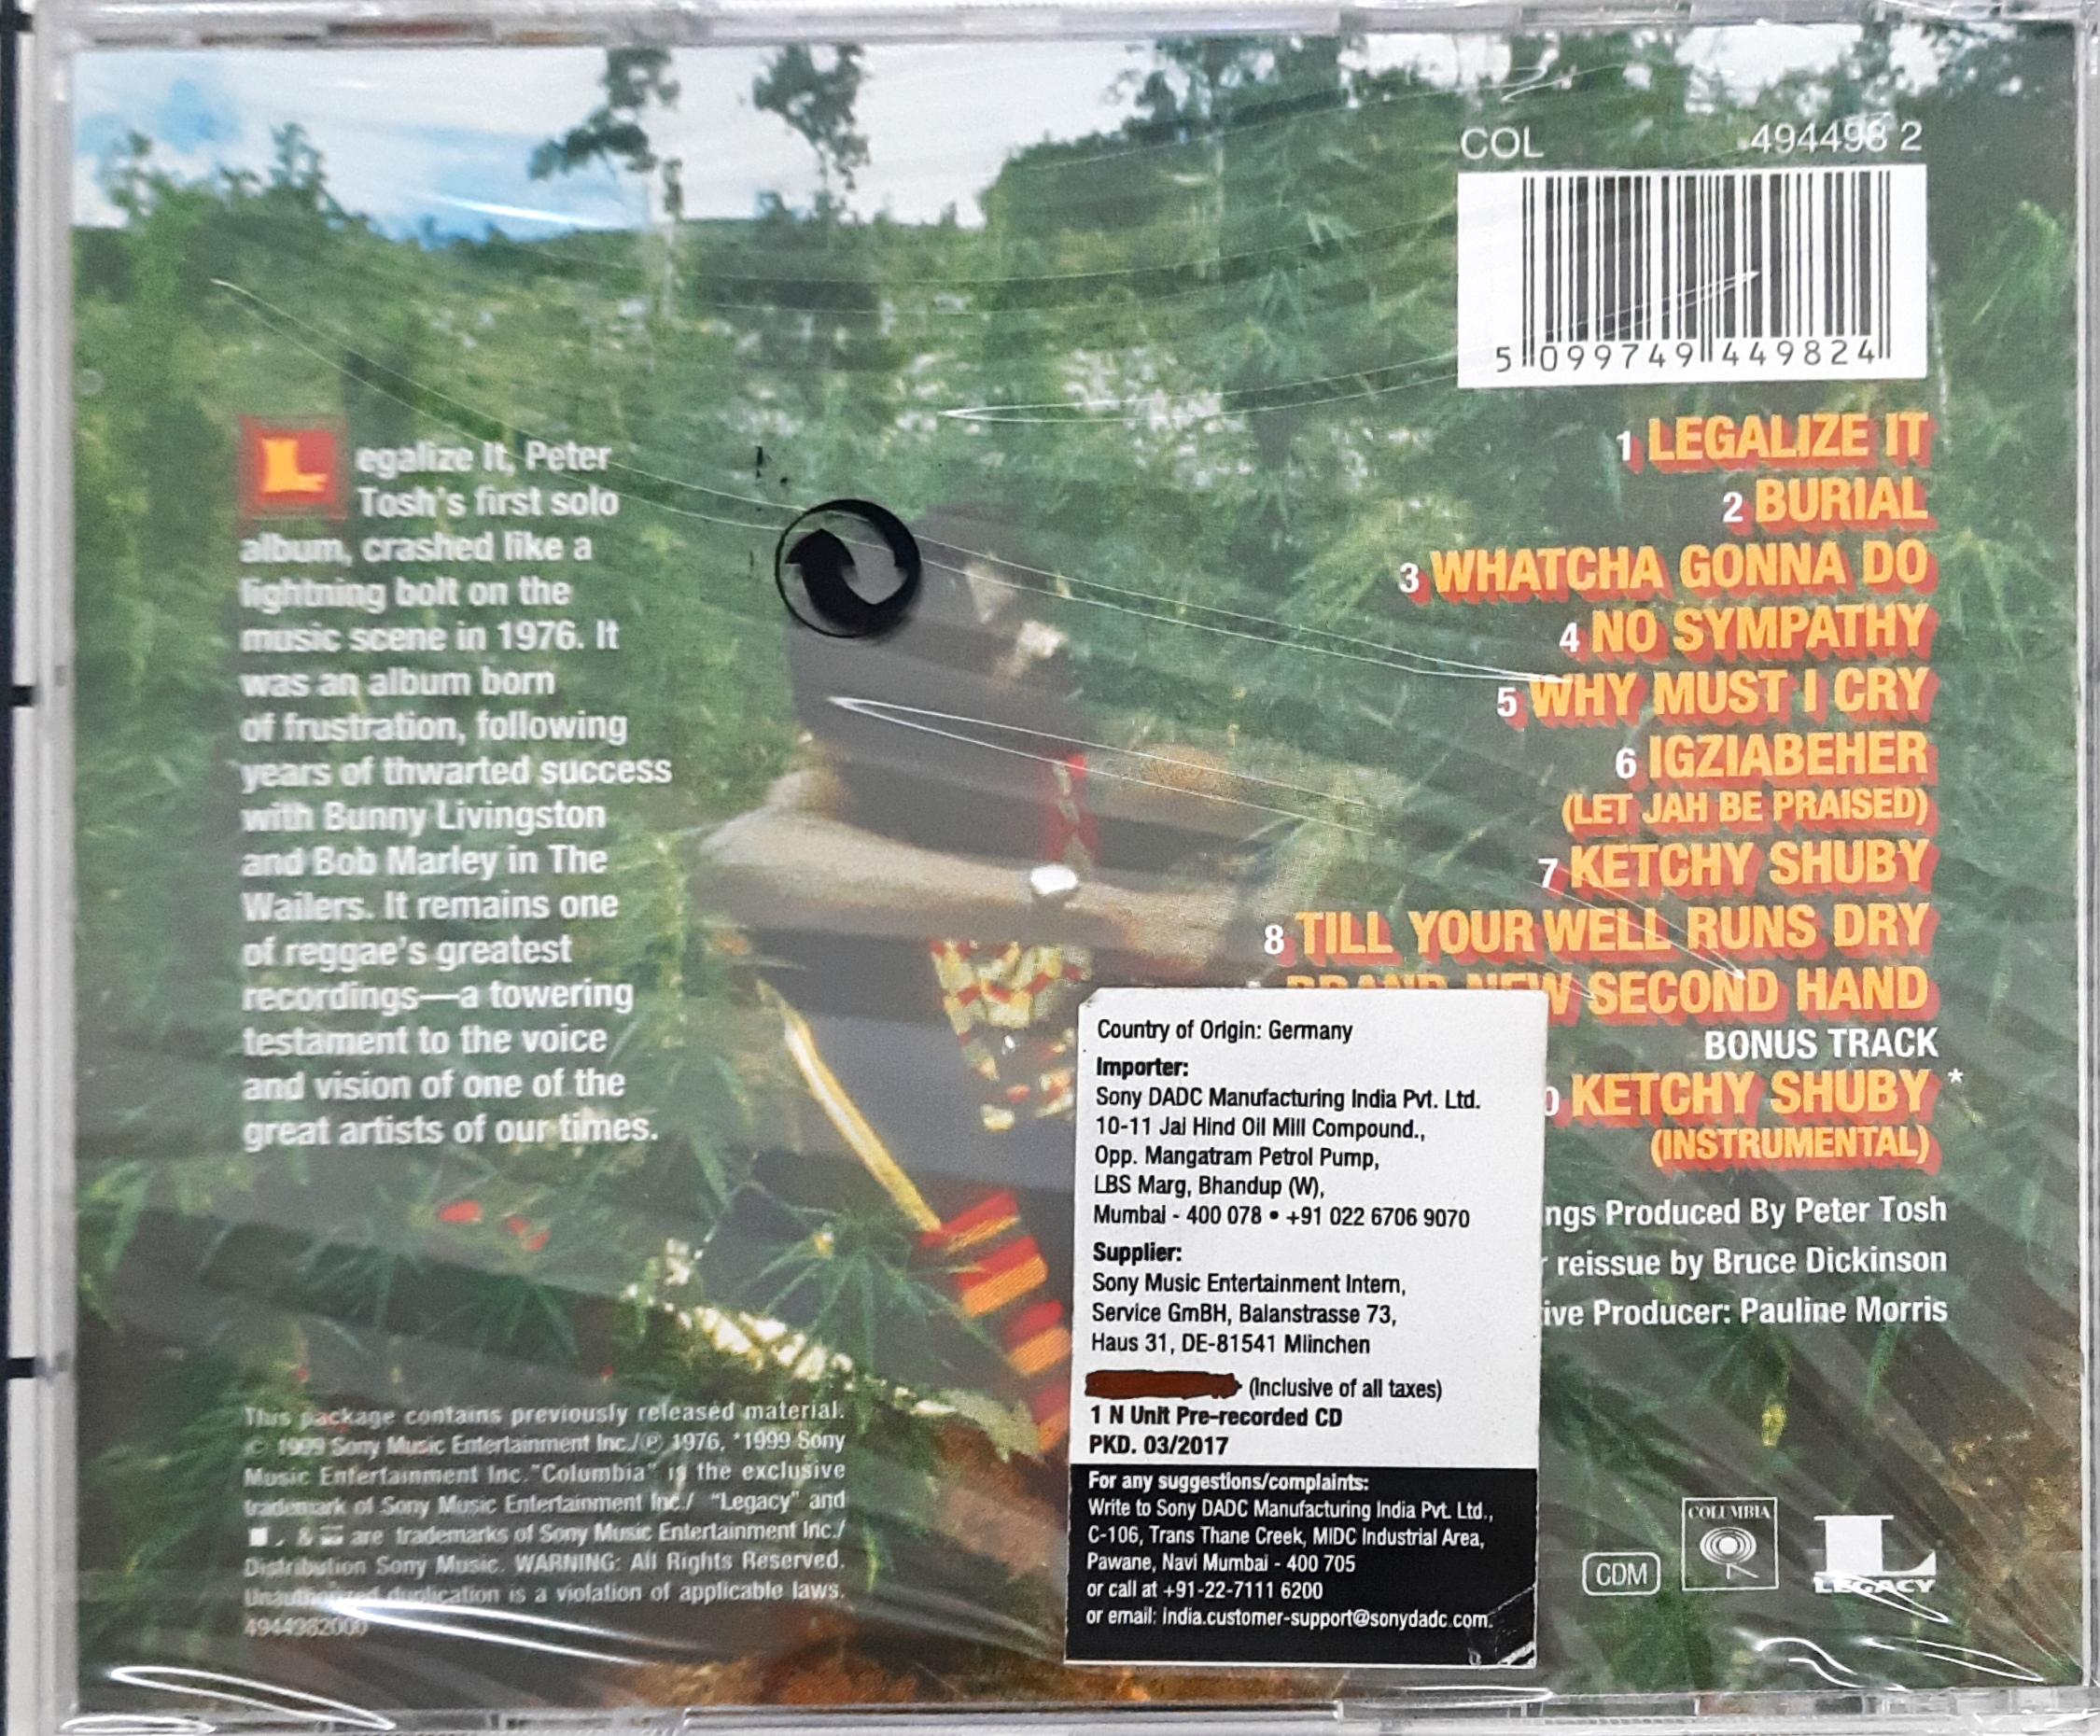 COL 494498 2
5 099749 449824
Legalize It, Peter
Tosh's first solo
album, crashed like a
lightning bolt on the
music scene in 1976. It
was an album born
of frustration, following
years of thwarted success
with Bunny Livingston
and Bob Marley in The
Wailers. It remains one
of reggae's greatest
recordings—a towering
testament to the voice
and vision of one of the
great artists of our times.
1 LEGALIZE IT
2 BURIAL
3 WHATCHA GONNA DO
4 NO SYMPATHY
5 WHY MUST I CRY
6 IGZIABEHER
(LET JAH BE PRAISED)
7 KETCHY SHUBY
8 TILL YOUR WELL RUNS DRY
BRAND NEW SECOND HAND
BONUS TRACK
0 KETCHY SHUBY *
(INSTRUMENTAL)
ngs Produced By Peter Tosh
r reissue by Bruce Dickinson
ive Producer: Pauline Morris
Country of Origin: Germany
Importer:
Sony DADC Manufacturing India Pvt. Ltd.
10-11 Jai Hind Oil Mill Compound.,
Opp. Mangatram Petrol Pump,
LBS Marg, Bhandup (W),
Mumbai - 400 078 • +91 022 6706 9070
Supplier:
Sony Music Entertainment Intern,
Service GmBH, Balanstrasse 73,
Haus 31, DE-81541 Mlinchen
(Inclusive of all taxes)
1 N Unit Pre-recorded CD
PKD. 03/2017
For any suggestions/complaints:
Write to Sony DADC Manufacturing India Pvt. Ltd.,
C-106, Trans Thane Creek, MIDC Industrial Area,
Pawane, Navi Mumbai - 400 705
or call at +91-22-7111 6200
or email: india.customer-support@sonydadc.com.
This package contains previously released material.
© 1999 Sony Music Entertainment Inc./℗ 1976, *1999 Sony
Music Entertainment Inc."Columbia" is the exclusive
trademark of Sony Music Entertainment Inc./ "Legacy" and
, & are trademarks of Sony Music Entertainment Inc./
Distribution Sony Music. WARNING: All Rights Reserved.
Unauthorized duplication is a violation of applicable laws.
4944982000
CDM
COLUMBIA
L
LEGACY